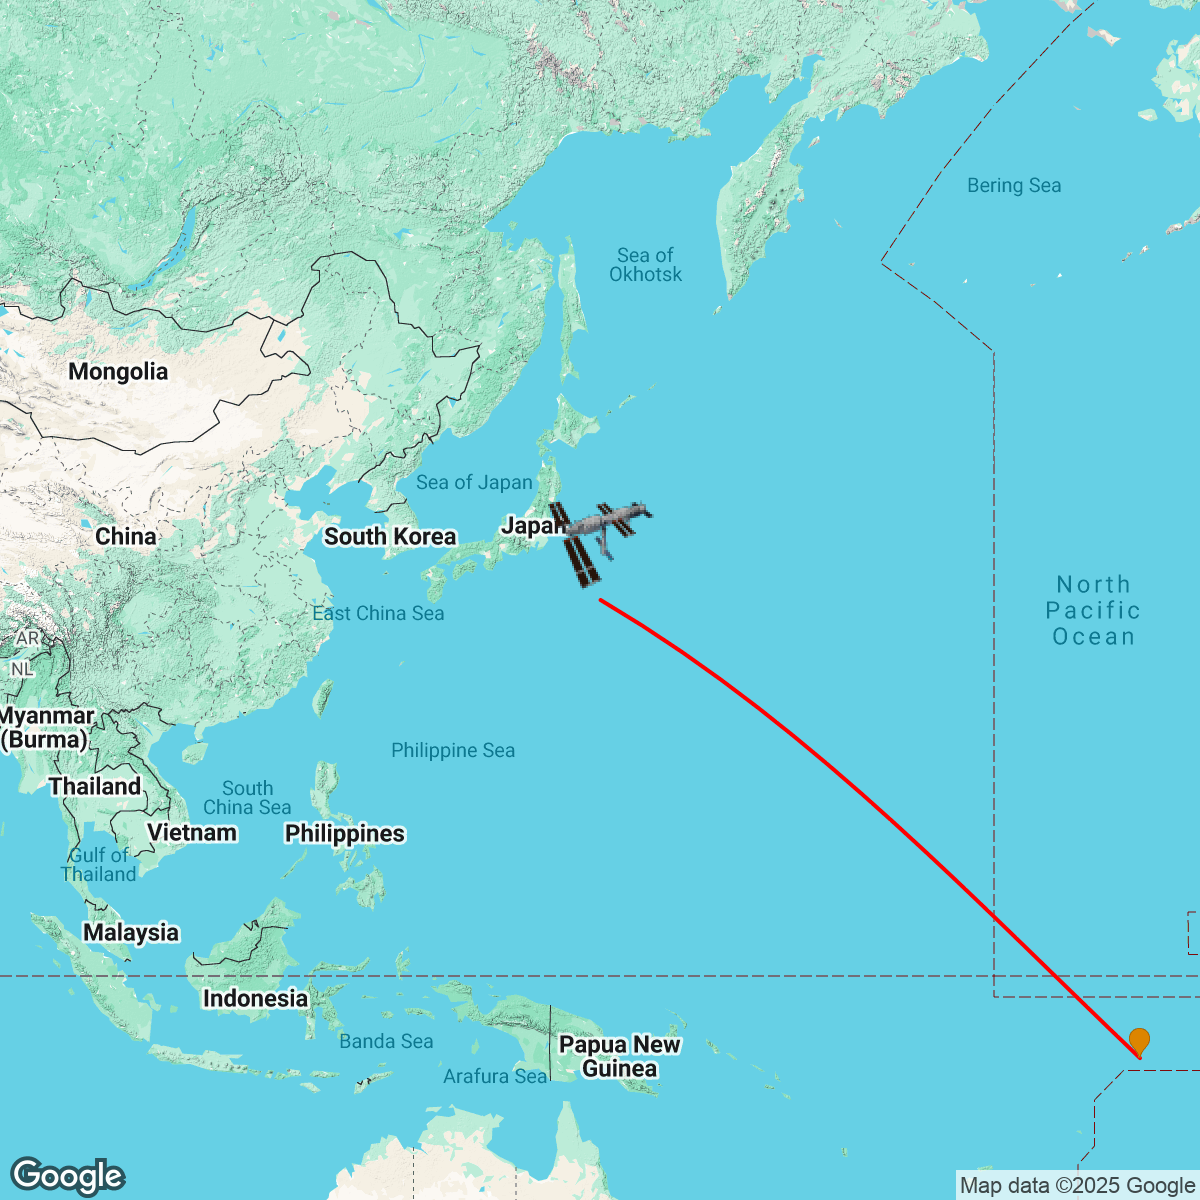 Bering Sea
Sea of
Okhotsk
Mongolia
Sea of Japan
Japan
China
South Korea
North
Pacific
Ocean
East China Sea
AR
NL
Myanmar
(Burma)
Philippine Sea
Thailand
South
China Sea
Vietnam
Philippines
Gulf of
Thailand
Malaysia
Indonesia
Banda Sea
Papua New
Guinea
Arafura Sea
Google
Map data ©2025 Google